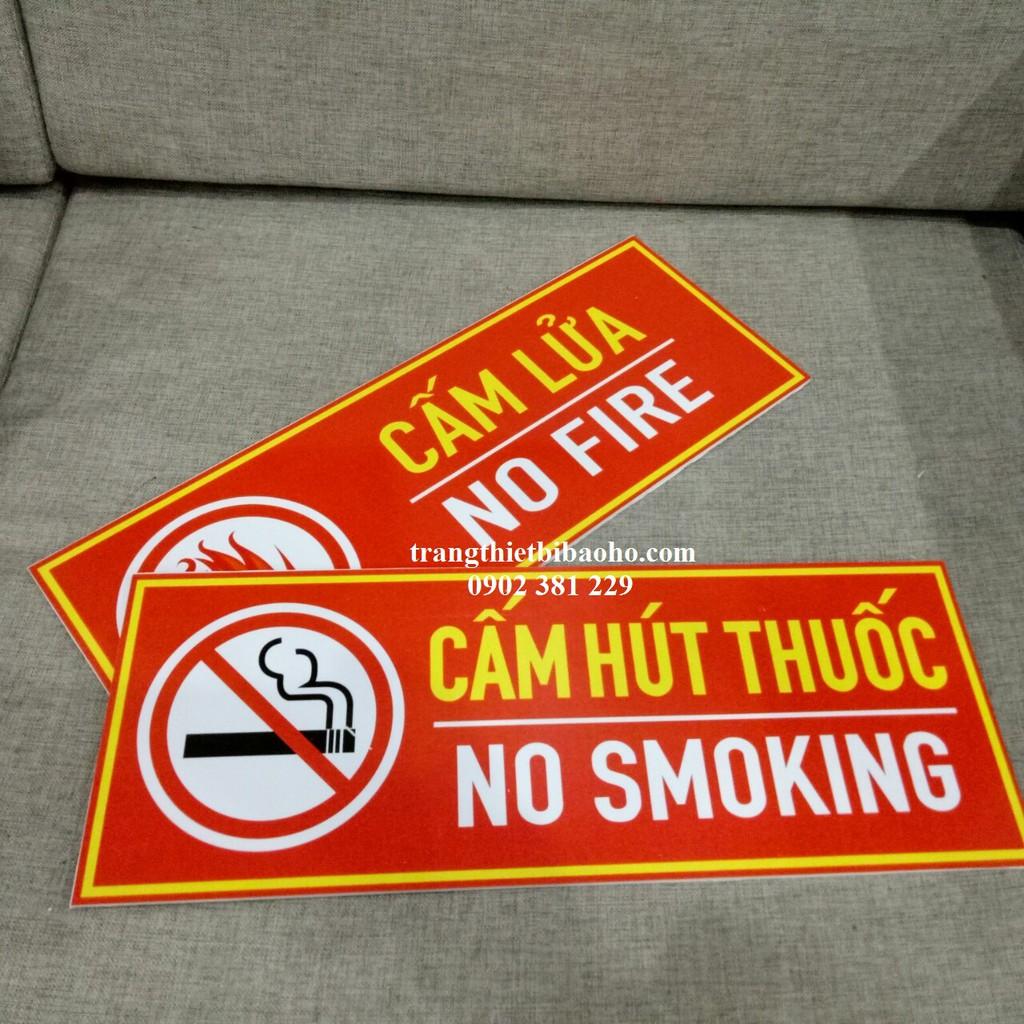 CẤM LỬA
NO FIRE
trangthietbibaoho.com
0902 381 229
CẤM HÚT THUỐC
NO SMOKING